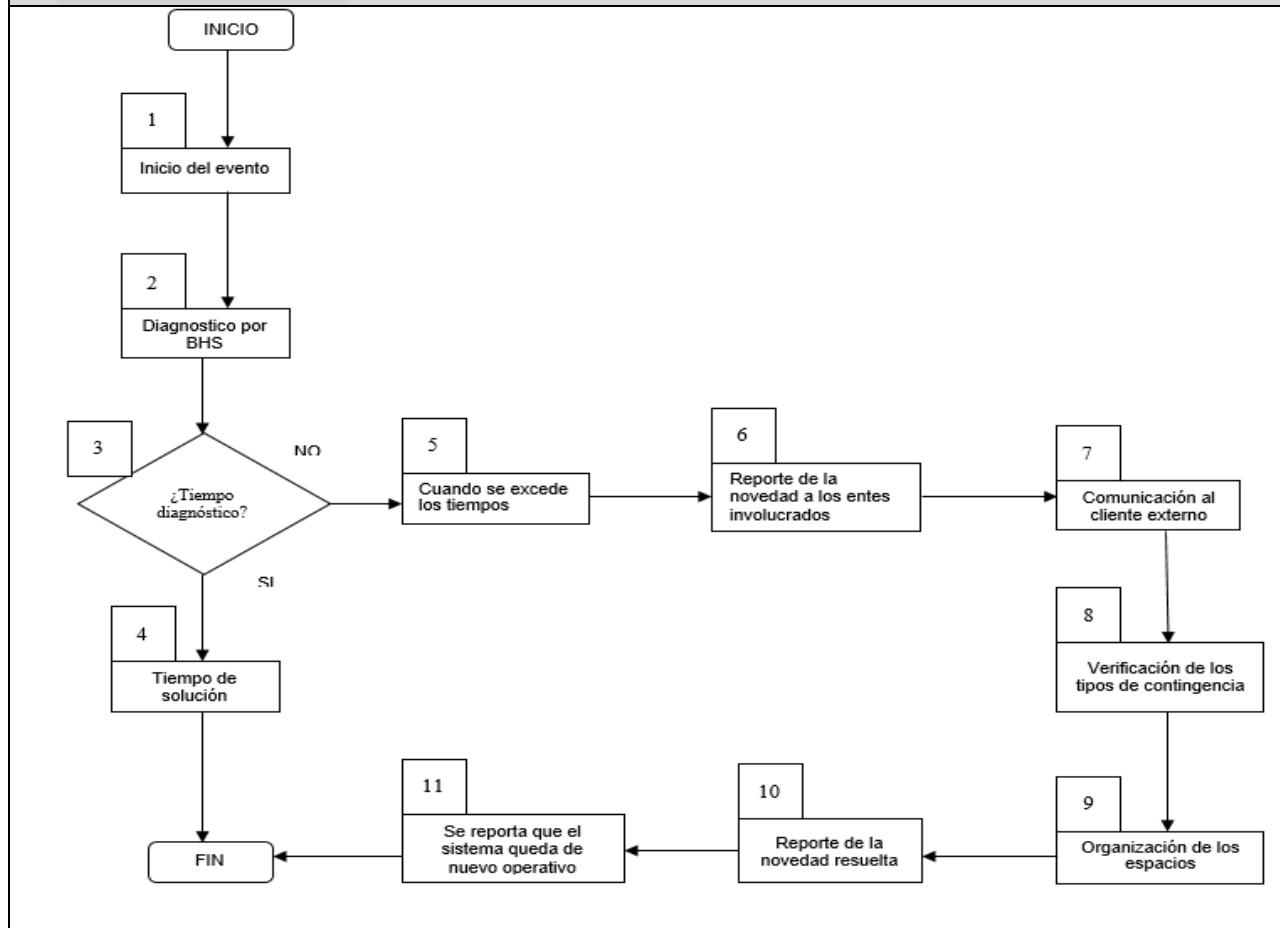 INICIO
1
Inicio del evento
2
Diagnostico por
BHS
3
¿Tiempo
diagnóstico?
NO
SI
4
Tiempo de
solución
5
Cuando se excede
los tiempos
6
Reporte de la
novedad a los entes
involucrados
7
Comunicación al
cliente externo
8
Verificación de los
tipos de contingencia
9
Organización de los
espacios
10
Reporte de la
novedad resuelta
11
Se reporta que el
sistema queda de
nuevo operativo
FIN